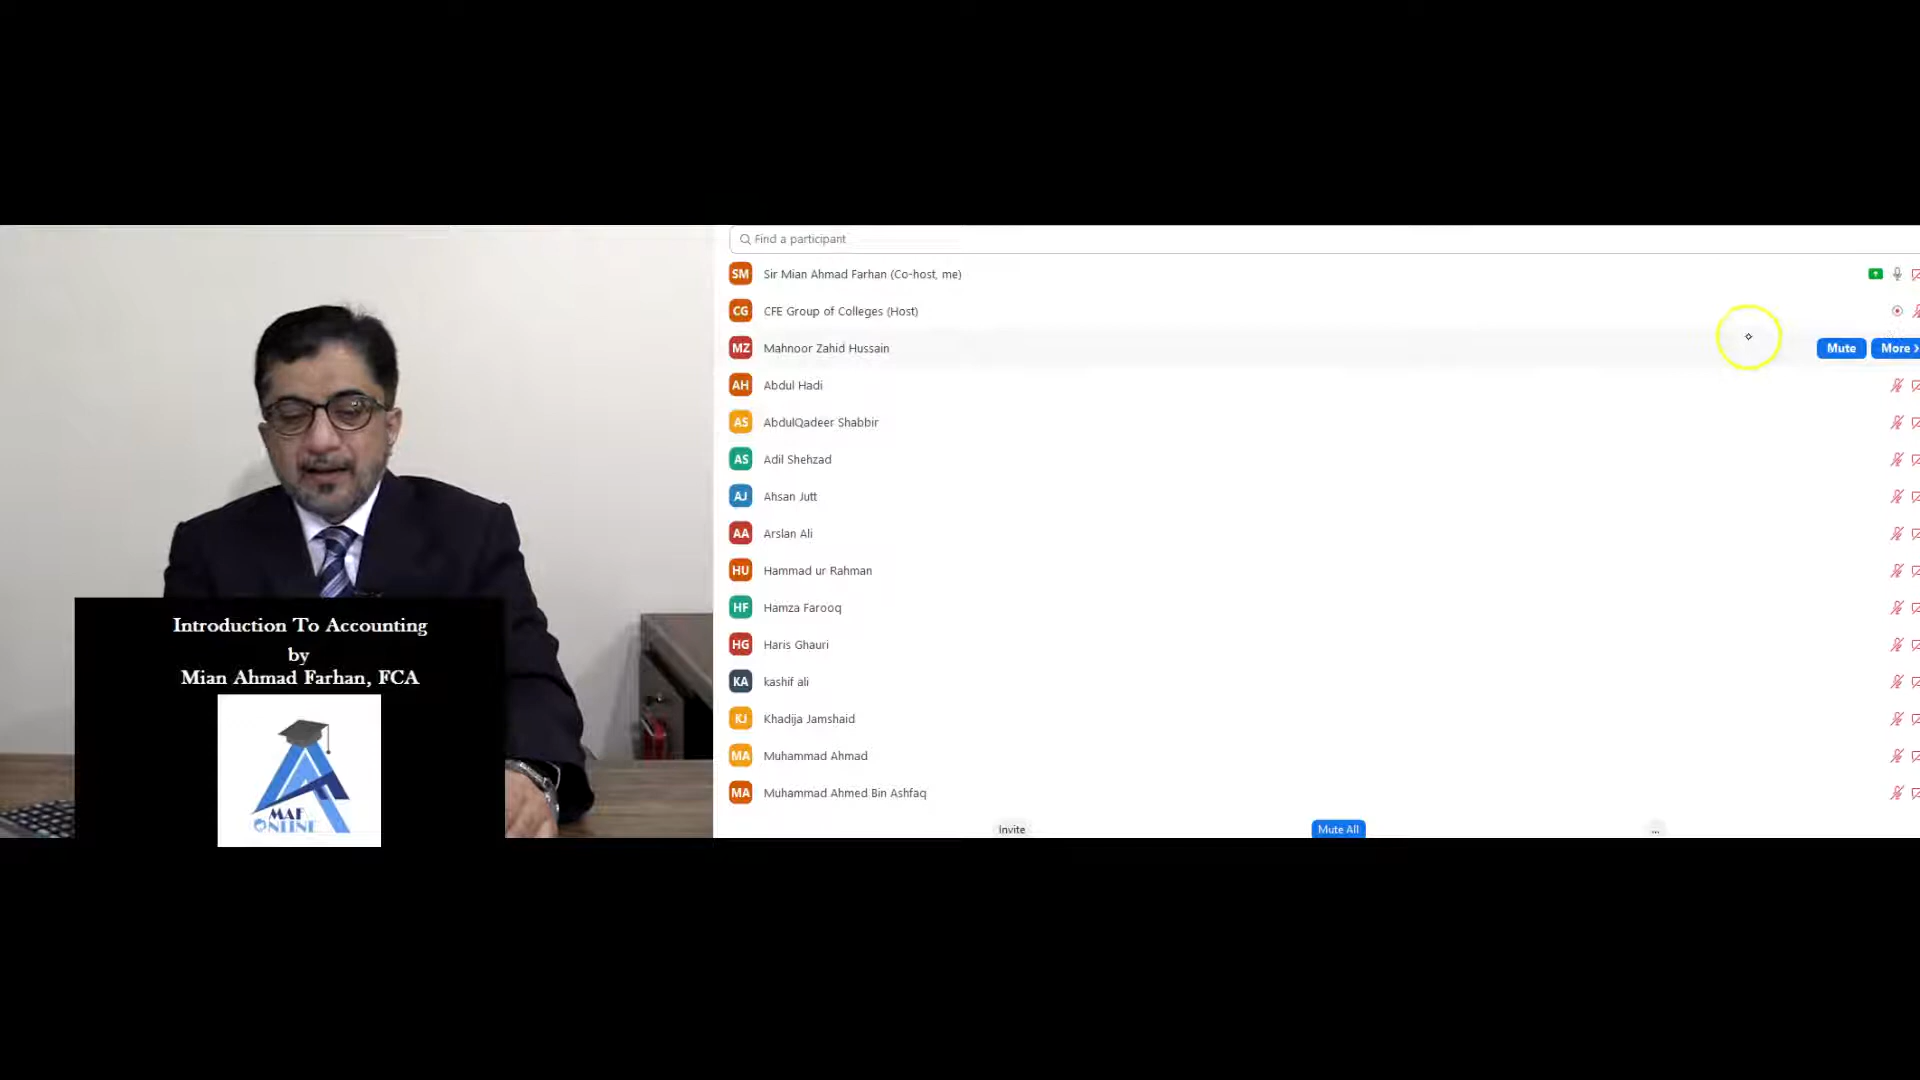 Find a participant
SM Sir Mian Ahmad Farhan (Co-host, me)
CG CFE Group of Colleges (Host)
MZ Mahnoor Zahid Hussain Mute More
AH Abdul Hadi
AS AbdulQadeer Shabbir
AS Adil Shehzad
AJ Ahsan Jutt
AA Arslan Ali
HU Hammad ur Rahman
HF Hamza Farooq
HG Haris Ghauri
KA kashif ali
KJ Khadija Jamshaid
MA Muhammad Ahmad
MA Muhammad Ahmed Bin Ashfaq
Invite Mute All ...
Introduction To Accounting
by
Mian Ahmad Farhan, FCA
MAF
ONLINE